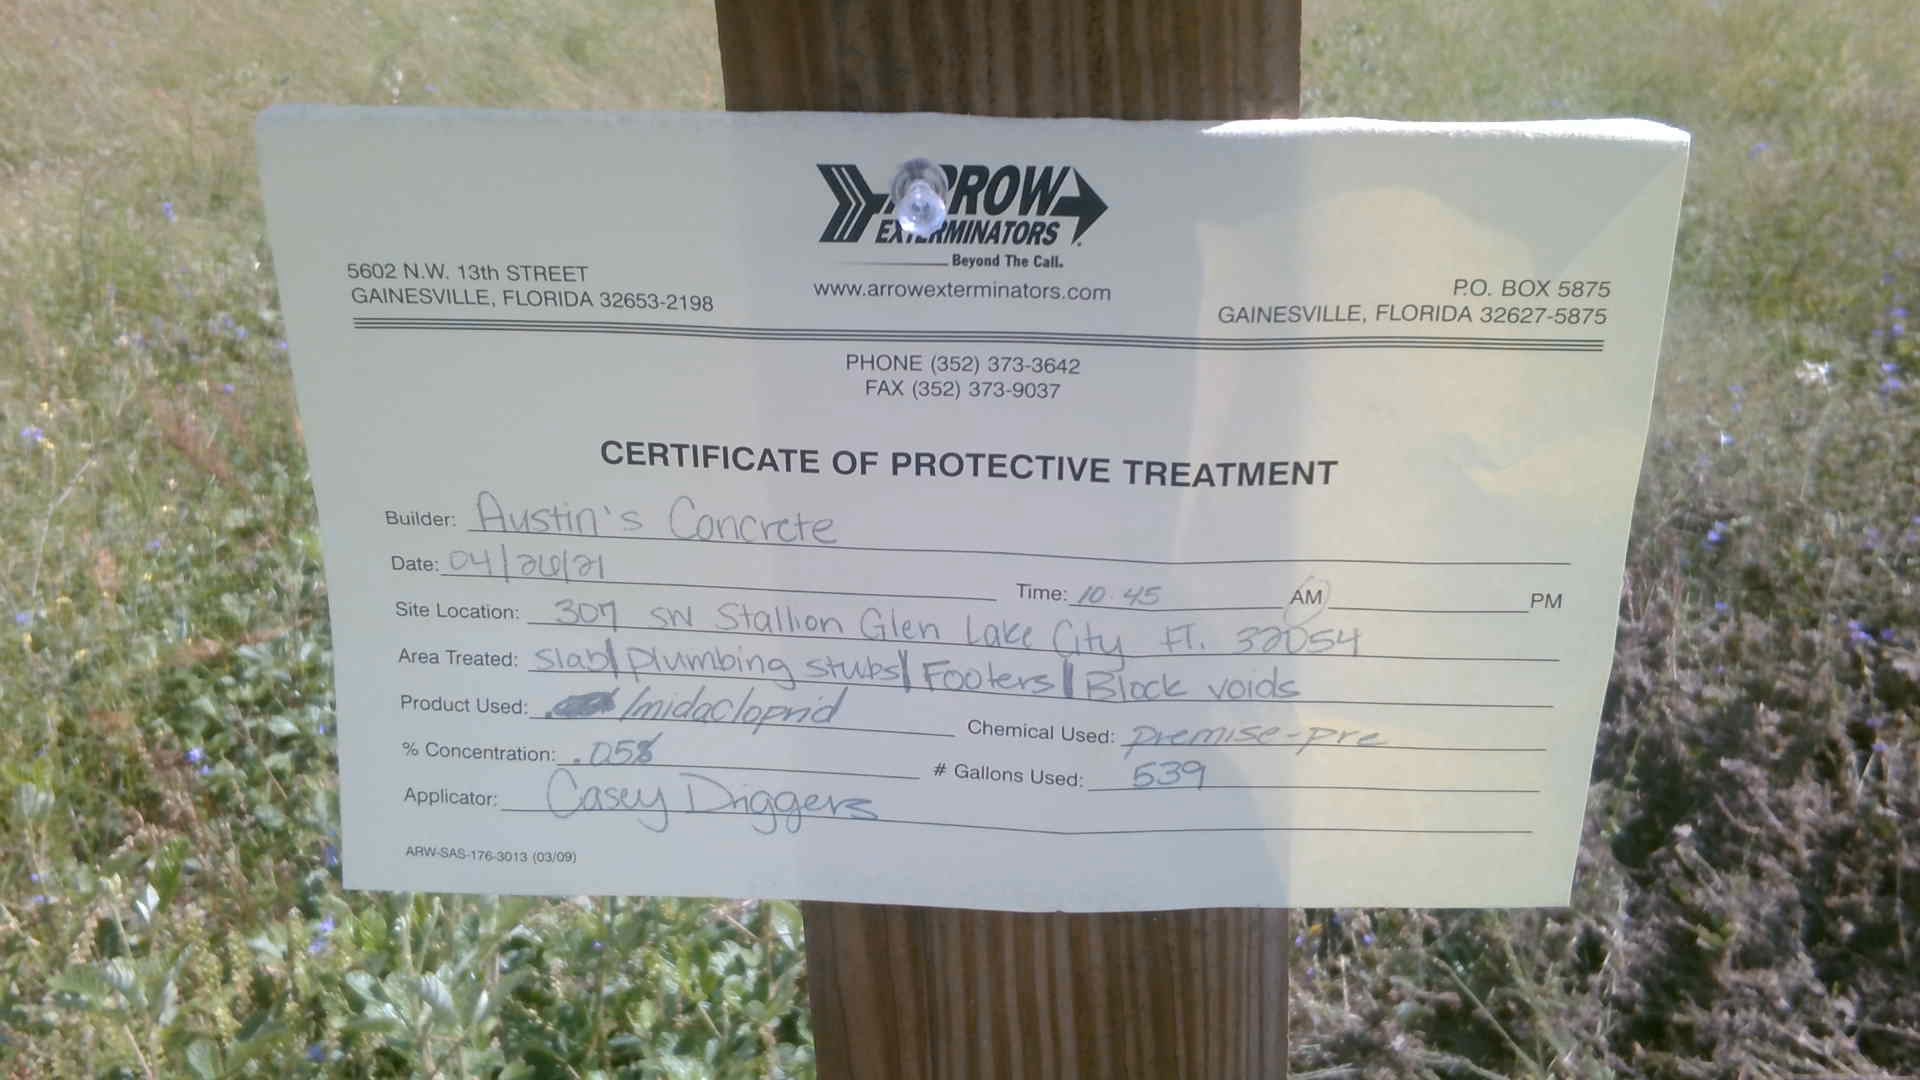 ARROW
EXTERMINATORS
Beyond The Call.
www.arrowexterminators.com
5602 N.W. 13th STREET
GAINESVILLE, FLORIDA 32653-2198
P.O. BOX 5875
GAINESVILLE, FLORIDA 32627-5875
PHONE (352) 373-3642
FAX (352) 373-9037
CERTIFICATE OF PROTECTIVE TREATMENT
Builder: Austin's Concrete
Date: 04/26/21 Time: 10:45 AM PM
Site Location: 307 SW Stallion Glen Lake City Fl. 32054
Area Treated: Slab/plumbing stubs/Footers/Block voids
Product Used: Imidacloprid Chemical Used: premise-pre
% Concentration: .05% # Gallons Used: 539
Applicator: Casey Driggers
ARW-SAS-176-3013 (03/09)